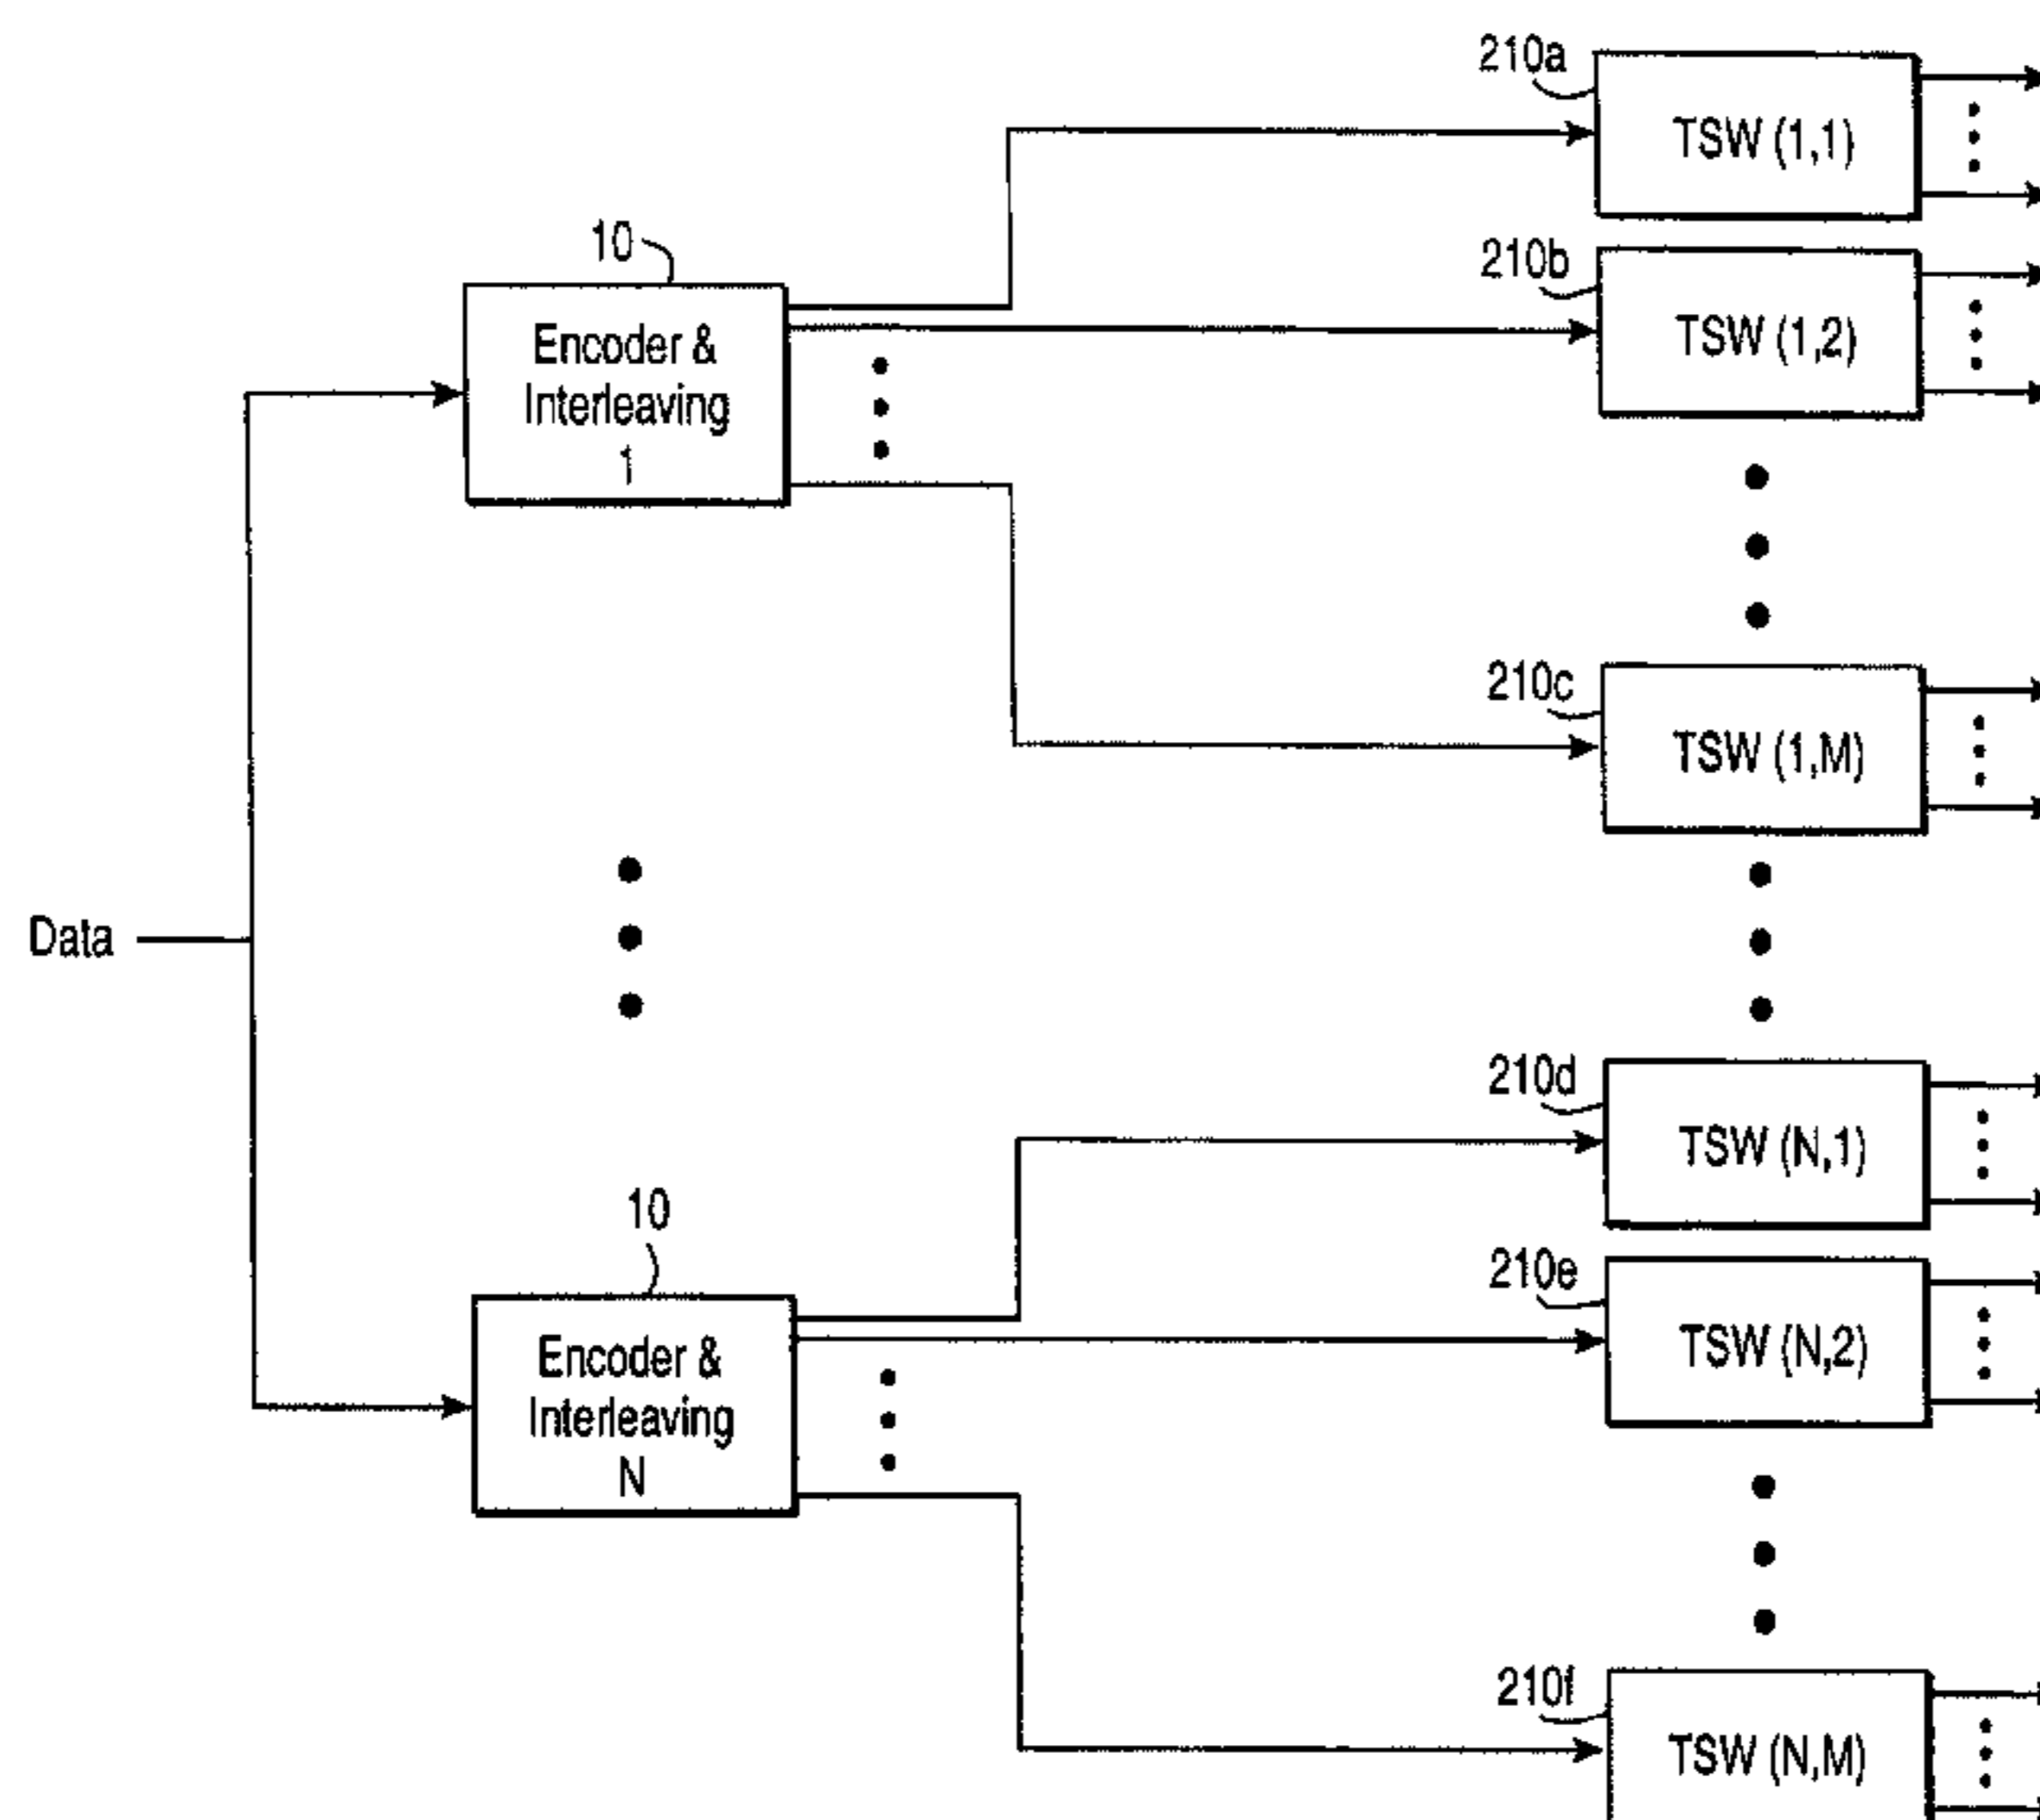 210a
TSW (1,1)
10
210b
Encoder &
Interleaving
1
TSW (1,2)
210c
TSW (1,M)
Data
210d
TSW (N,1)
10
210e
Encoder &
Interleaving
N
TSW (N,2)
210f
TSW (N,M)